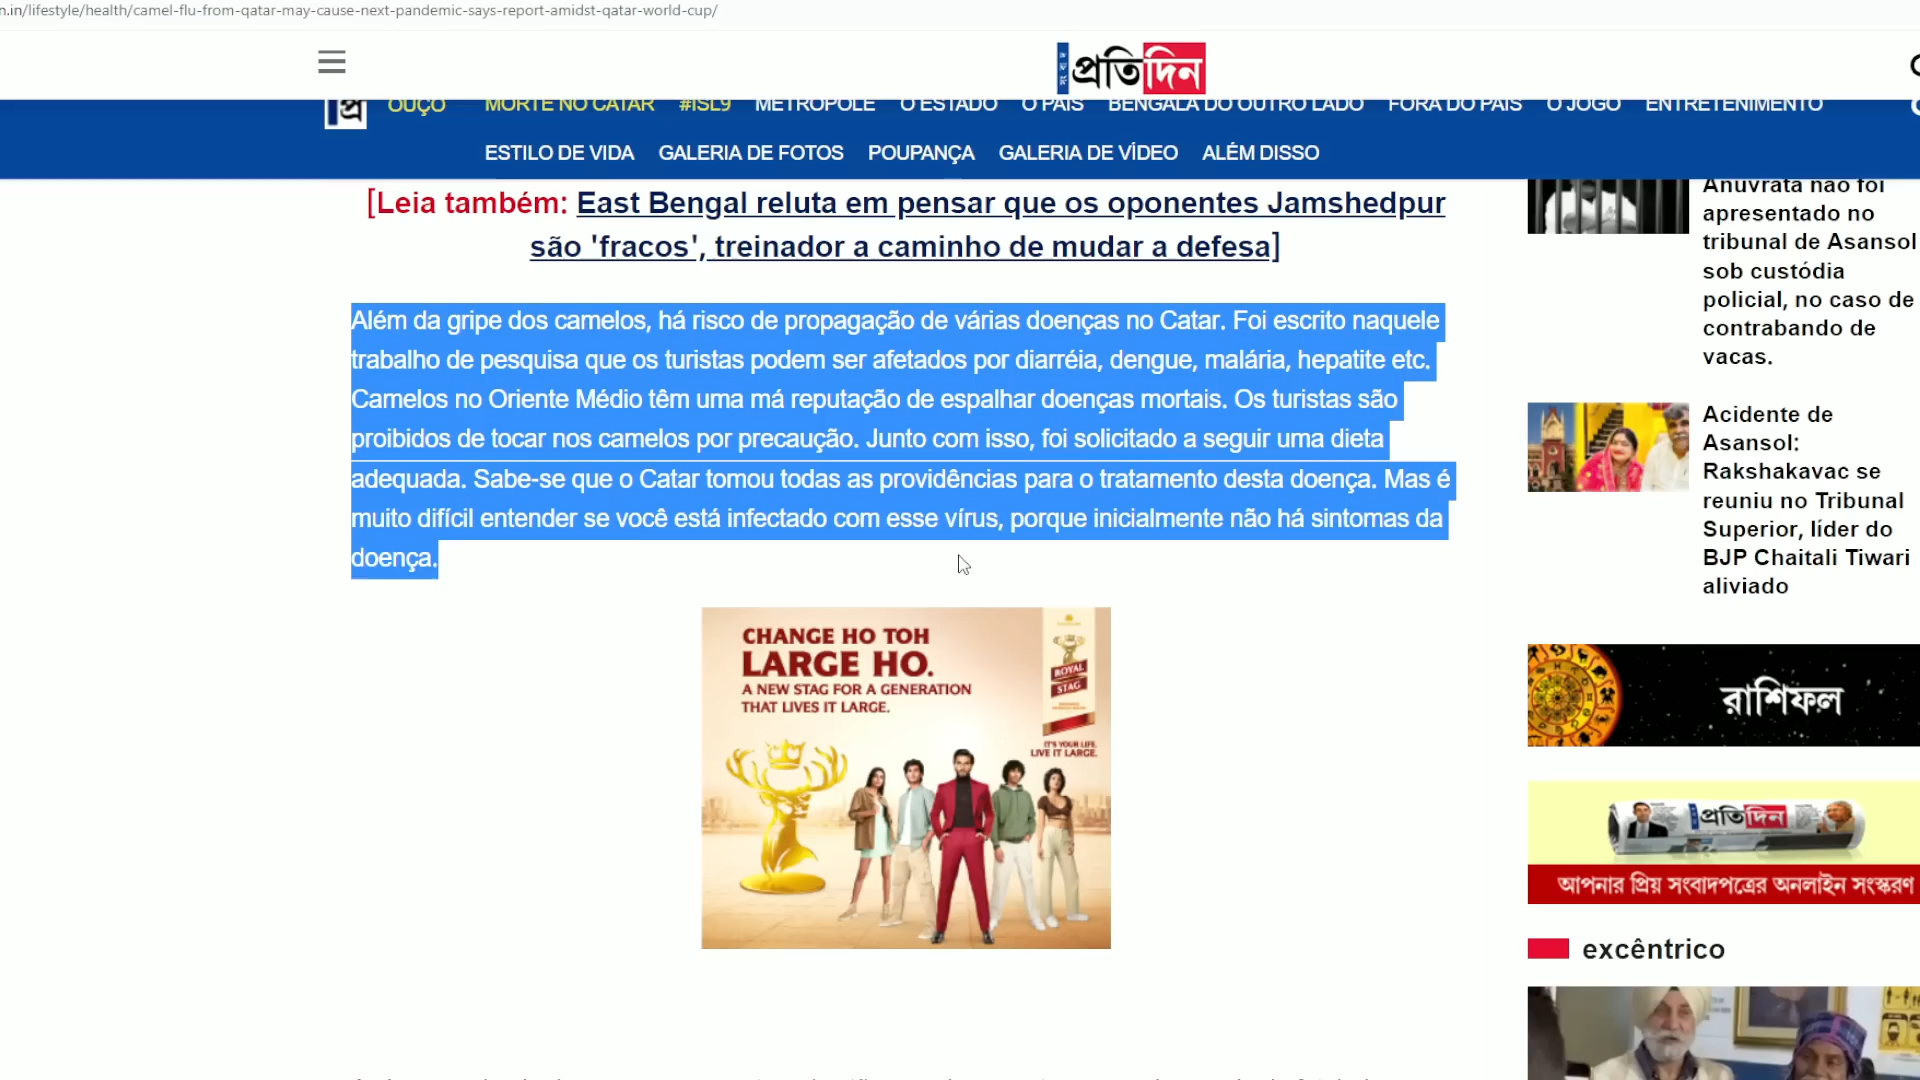 n.in/lifestyle/health/camel-flu-from-qatar-may-cause-next-pandemic-says-report-amidst-qatar-world-cup/
প্রতিদিন
প্র
OUÇO MORTE NO CATAR #ISL9 METRÓPOLE O ESTADO O PAÍS BENGALA DO OUTRO LADO FORA DO PAÍS O JOGO ENTRETENIMENTO
ESTILO DE VIDA GALERIA DE FOTOS POUPANÇA GALERIA DE VÍDEO ALÉM DISSO
[Leia também: East Bengal reluta em pensar que os oponentes Jamshedpur
são 'fracos', treinador a caminho de mudar a defesa]
Além da gripe dos camelos, há risco de propagação de várias doenças no Catar. Foi escrito naquele
trabalho de pesquisa que os turistas podem ser afetados por diarréia, dengue, malária, hepatite etc.
Camelos no Oriente Médio têm uma má reputação de espalhar doenças mortais. Os turistas são
proibidos de tocar nos camelos por precaução. Junto com isso, foi solicitado a seguir uma dieta
adequada. Sabe-se que o Catar tomou todas as providências para o tratamento desta doença. Mas é
muito difícil entender se você está infectado com esse vírus, porque inicialmente não há sintomas da
doença.
CHANGE HO TOH
LARGE HO.
A NEW STAG FOR A GENERATION
THAT LIVES IT LARGE.
ROYAL
STAG
IT'S YOUR LIFE.
LIVE IT LARGE.
Anuvrata não foi
apresentado no
tribunal de Asansol
sob custódia
policial, no caso de
contrabando de
vacas.
Acidente de
Asansol:
Rakshakavac se
reuniu no Tribunal
Superior, líder do
BJP Chaitali Tiwari
aliviado
রাশিফল
প্রতিদিন
আপনার প্রিয় সংবাদপত্রের অনলাইন সংস্করণ
excêntrico